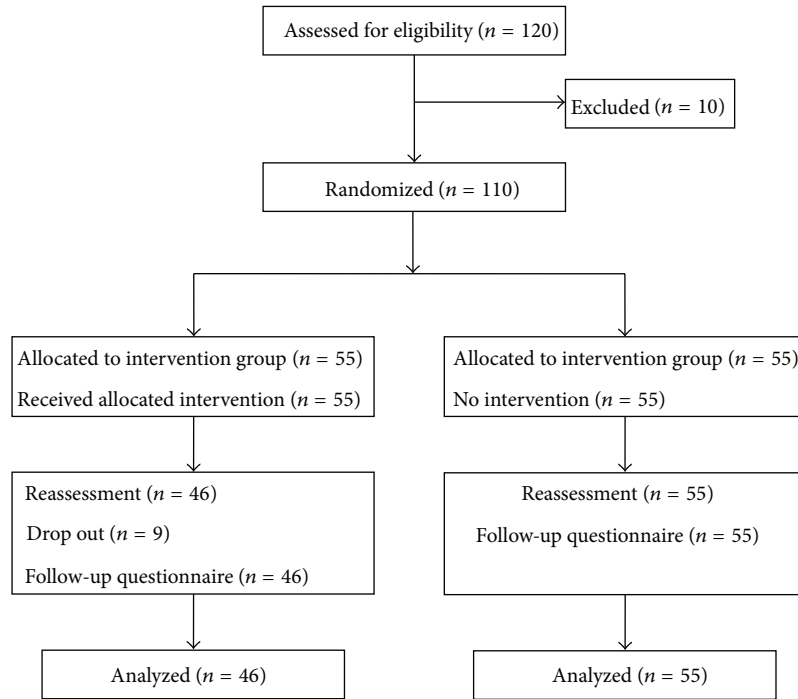 Assessed for eligibility (n = 120)
Excluded (n = 10)
Randomized (n = 110)
Allocated to intervention group (n = 55)
Received allocated intervention (n = 55)
Allocated to intervention group (n = 55)
No intervention (n = 55)
Reassessment (n = 46)
Drop out (n = 9)
Follow-up questionnaire (n = 46)
Reassessment (n = 55)
Follow-up questionnaire (n = 55)
Analyzed (n = 46)
Analyzed (n = 55)